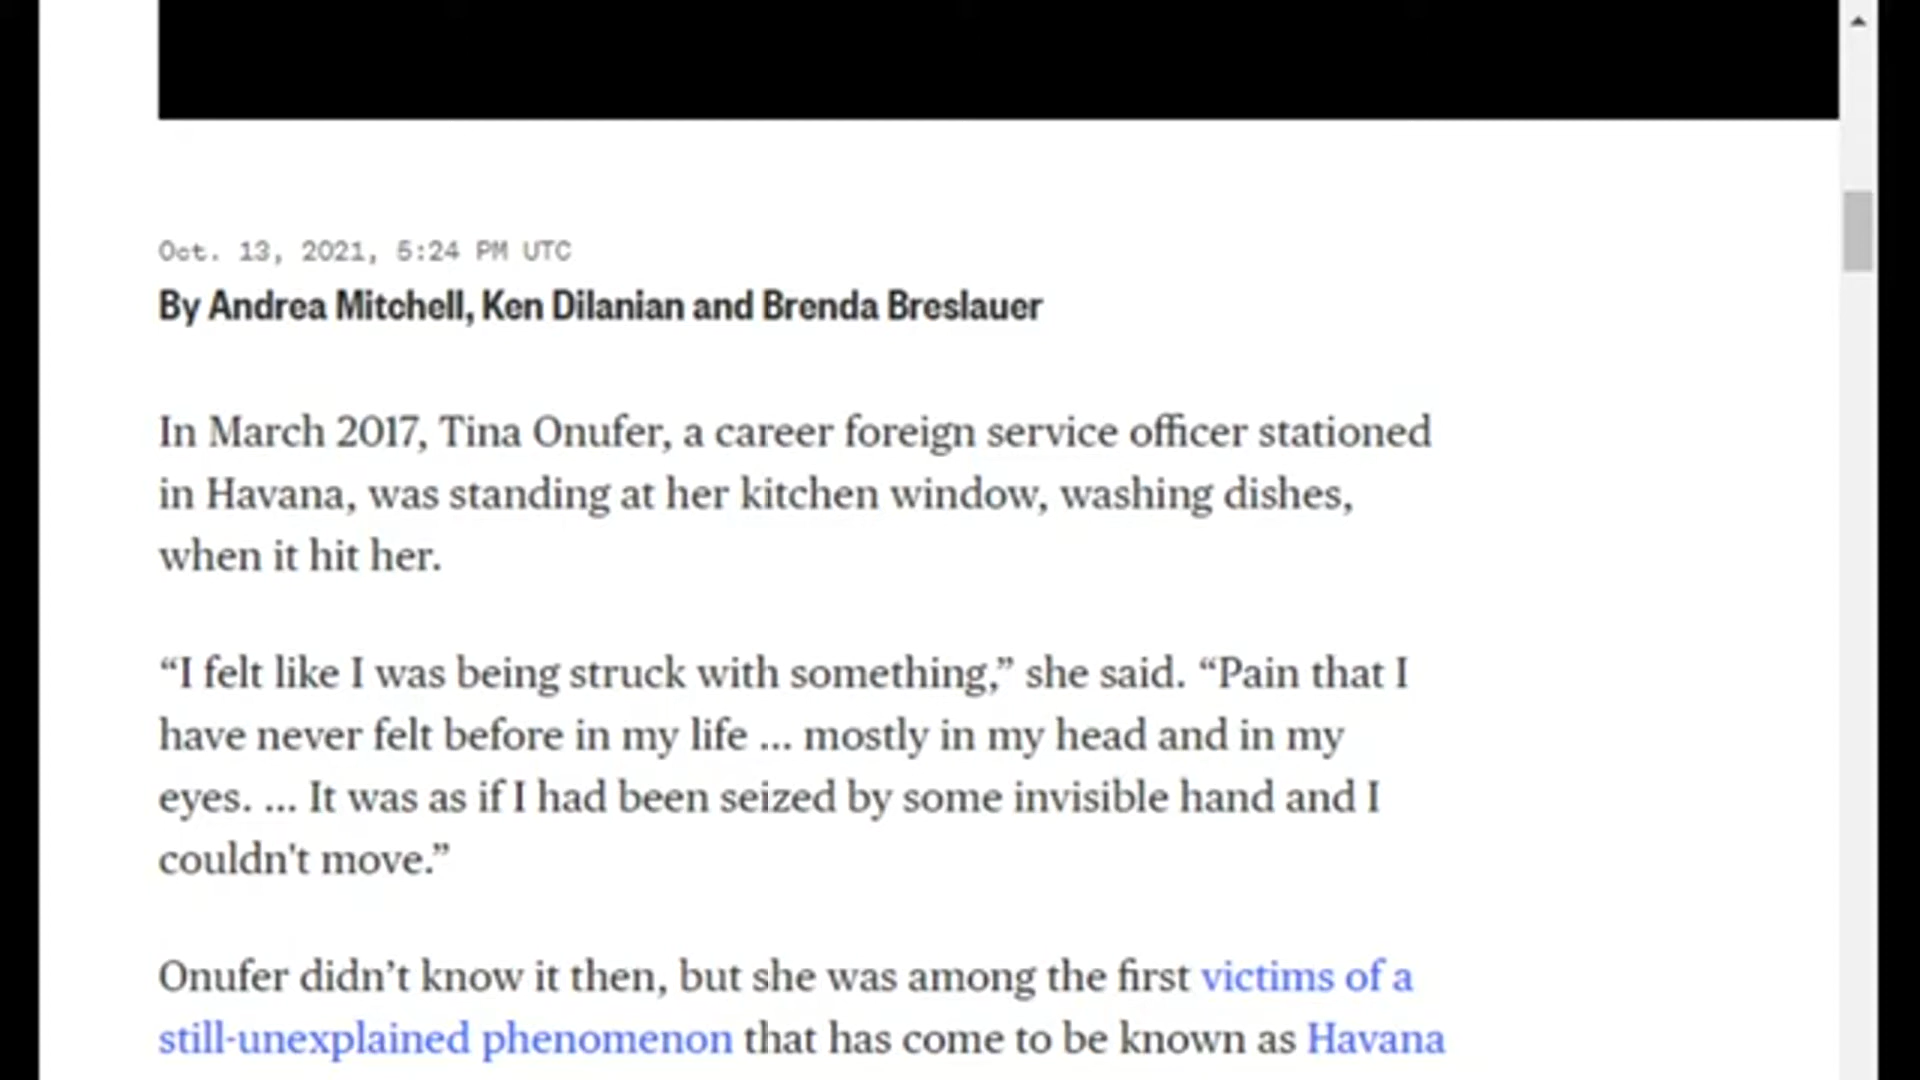 Oct. 13, 2021, 5:24 PM UTC
By Andrea Mitchell, Ken Dilanian and Brenda Breslauer
In March 2017, Tina Onufer, a career foreign service officer stationed
in Havana, was standing at her kitchen window, washing dishes,
when it hit her.
“I felt like I was being struck with something,” she said. “Pain that I
have never felt before in my life ... mostly in my head and in my
eyes. ... It was as if I had been seized by some invisible hand and I
couldn't move.”
Onufer didn’t know it then, but she was among the first victims of a
still-unexplained phenomenon that has come to be known as Havana